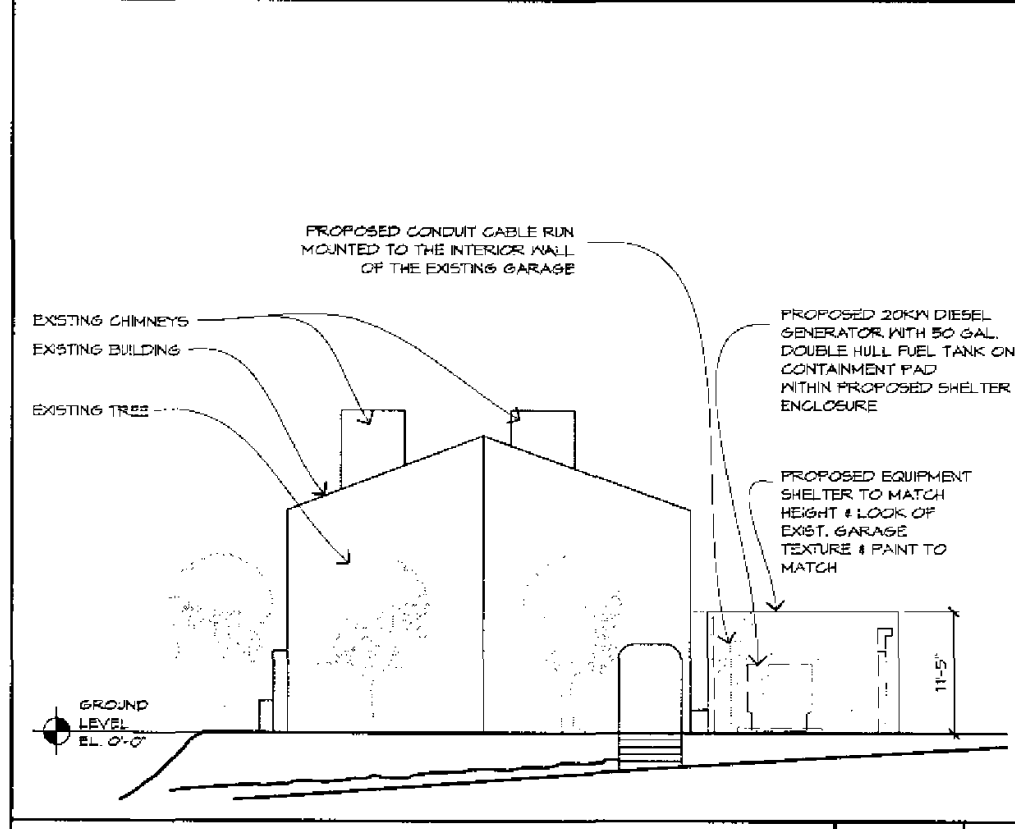 PROPOSED CONDUIT CABLE RUN
MOUNTED TO THE INTERIOR WALL
OF THE EXISTING GARAGE
EXISTING CHIMNEYS
EXISTING BUILDING
EXISTING TREE
PROPOSED 20KW DIESEL
GENERATOR WITH 50 GAL.
DOUBLE HULL FUEL TANK ON
CONTAINMENT PAD
WITHIN PROPOSED SHELTER
ENCLOSURE
PROPOSED EQUIPMENT
SHELTER TO MATCH
HEIGHT & LOOK OF
EXIST. GARAGE
TEXTURE & PAINT TO
MATCH
11'-5"
GROUND
LEVEL
EL. 0'-0"